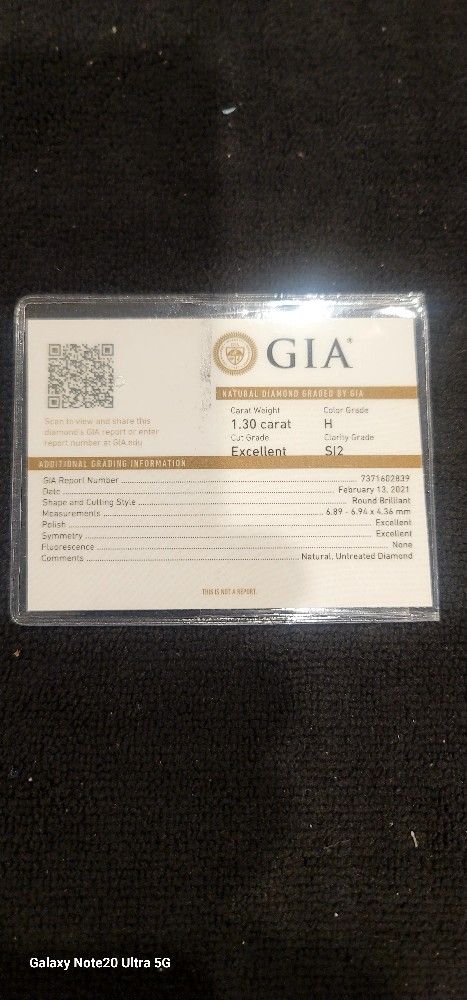 GIA
NATURAL DIAMOND GRADED BY GIA
Scan to view and share this
diamond's GIA report or enter
report number at GIA.edu
Carat Weight Color Grade
1.30 carat H
Cut Grade Clarity Grade
Excellent SI2
ADDITIONAL GRADING INFORMATION
GIA Report Number 7371602839
Date February 13, 2021
Shape and Cutting Style Round Brilliant
Measurements 6.89 - 6.94 x 4.36 mm
Polish Excellent
Symmetry Excellent
Fluorescence None
Comments Natural, Untreated Diamond
THIS IS NOT A REPORT.
Galaxy Note20 Ultra 5G